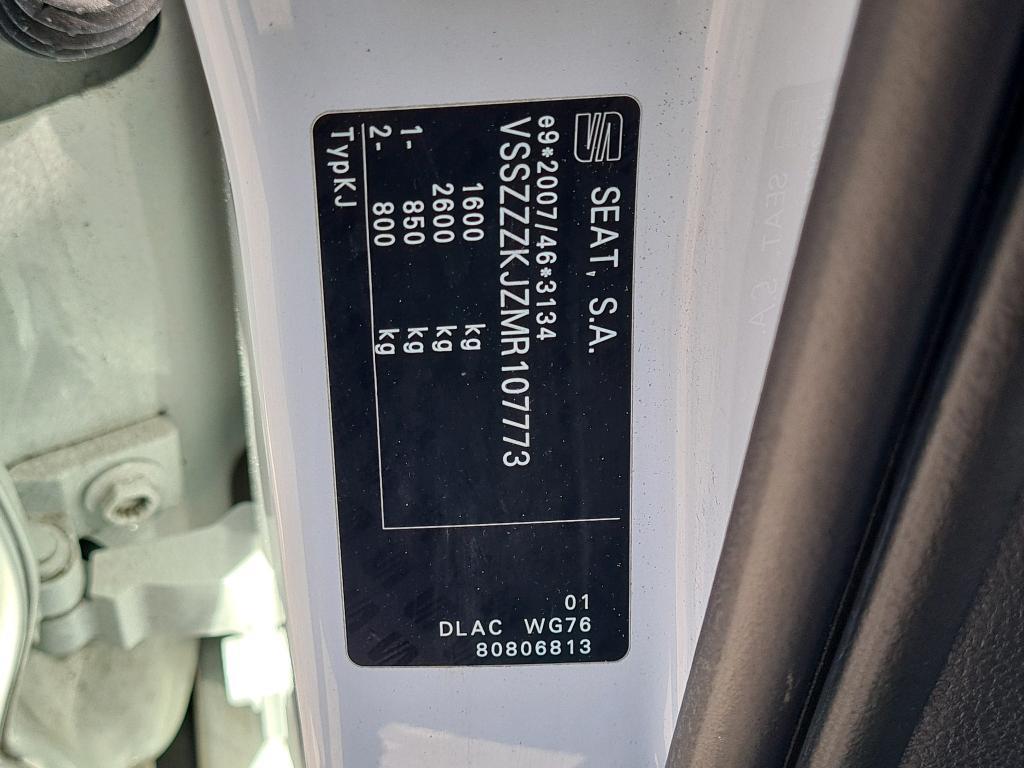 SEAT, S.A.
e9*2007/46*3134
VSSZZZKJZMR107773
1600 kg
2600 kg
1- 850 kg
2- 800 kg
TypKJ
01
DLAC WG76
80806813